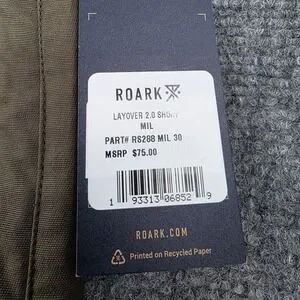 ROARK
LAYOVER 2.0 SHORT
MIL
PART# RS288 MIL 30
MSRP $75.00
1 93313 06852 9
ROARK.COM
Printed on Recycled Paper